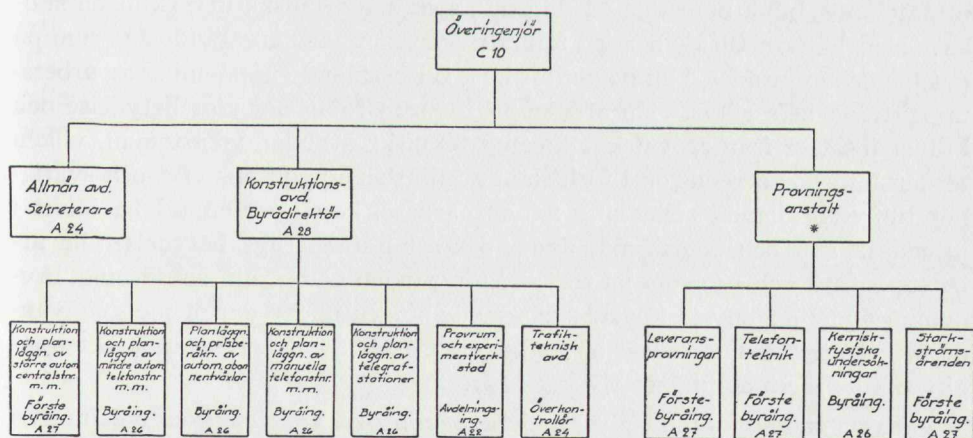 Överingenjör
C 10
Allmän avd.
Sekreterare
A 24
Konstruktions-
avd.
Byrådirektör
A 28
Provnings-
anstalt
*
Konstruktion
och plan-
läggn. av
större autom.
centralstnr.
m. m.
Förste
byråing.
A 27
Konstruktion
och plan-
läggn av
mindre autom.
telefonstnr
m. m.
Byråing.
A 26
Planläggn.
och prisbe-
räkn. av
autom. abon-
nentväxlar
Byråing.
A 26
Konstruktion
och plan-
läggn. av
manuella
telefonstnr.
m. m.
Byråing.
A 26
Konstruktion
och plan-
läggn. av
telegraf-
stationer
Byråing.
A 26
Provrum
och experi-
mentverk-
stad
Avdelnings-
ing.
A 22
Trafik-
teknisk
avd
Överkon-
trollör
A 24
Leverans-
provningar
Förste-
byråing.
A 27
Telefon-
teknik
Förste
byråing.
A 27
Kemisk-
fysiska
undersök-
ningar
Byråing.
A 26
Stark-
ströms-
ärenden
Förste
byråing.
A 27